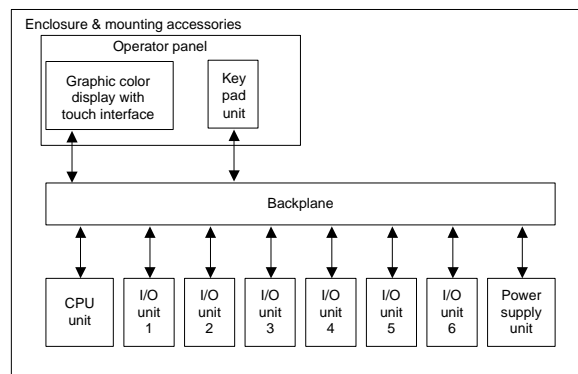 Enclosure & mounting accessories
Operator panel
Graphic color
display with
touch interface
Key
pad
unit
Backplane
CPU
unit
I/O
unit
1
I/O
unit
2
I/O
unit
3
I/O
unit
4
I/O
unit
5
I/O
unit
6
Power
supply
unit